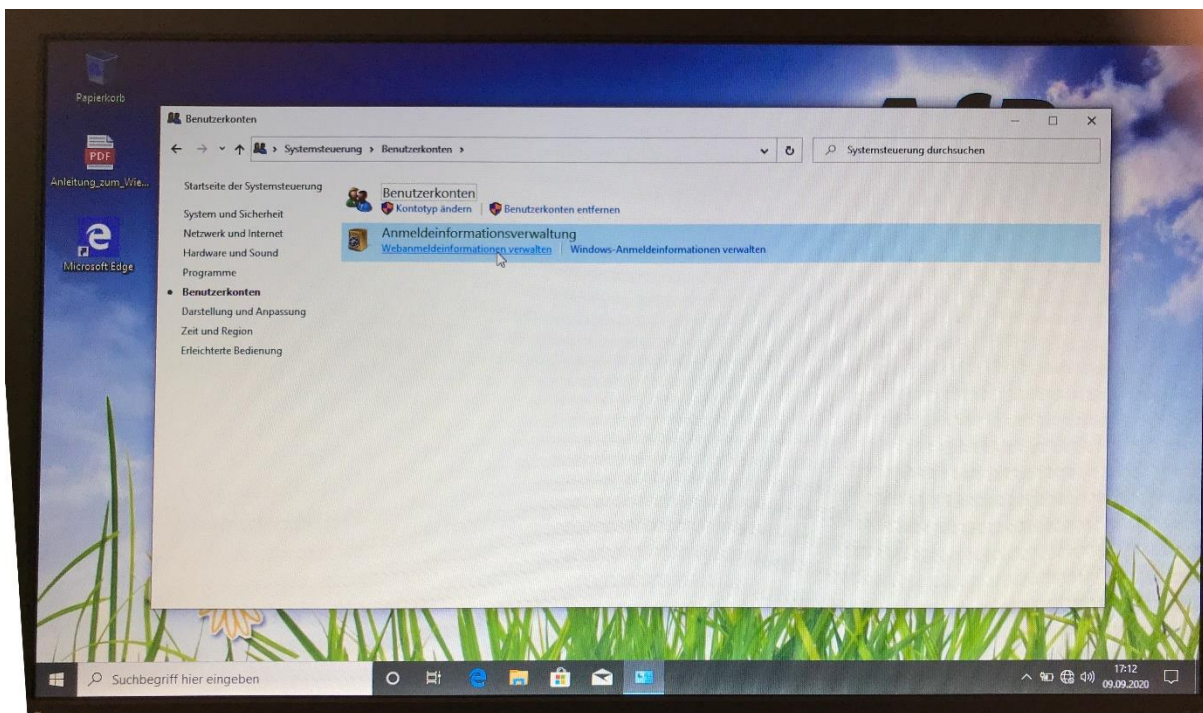 Papierkorb
PDF
Anleitung_zum_Wie...
Microsoft Edge
Benutzerkonten
Systemsteuerung > Benutzerkonten >
Systemsteuerung durchsuchen
Startseite der Systemsteuerung
System und Sicherheit
Netzwerk und Internet
Hardware und Sound
Programme
Benutzerkonten
Darstellung und Anpassung
Zeit und Region
Erleichterte Bedienung
Benutzerkonten
Kontotyp ändern | Benutzerkonten entfernen
Anmeldeinformationsverwaltung
Webanmeldeinformationen verwalten | Windows-Anmeldeinformationen verwalten
Suchbegriff hier eingeben
17:12
09.09.2020